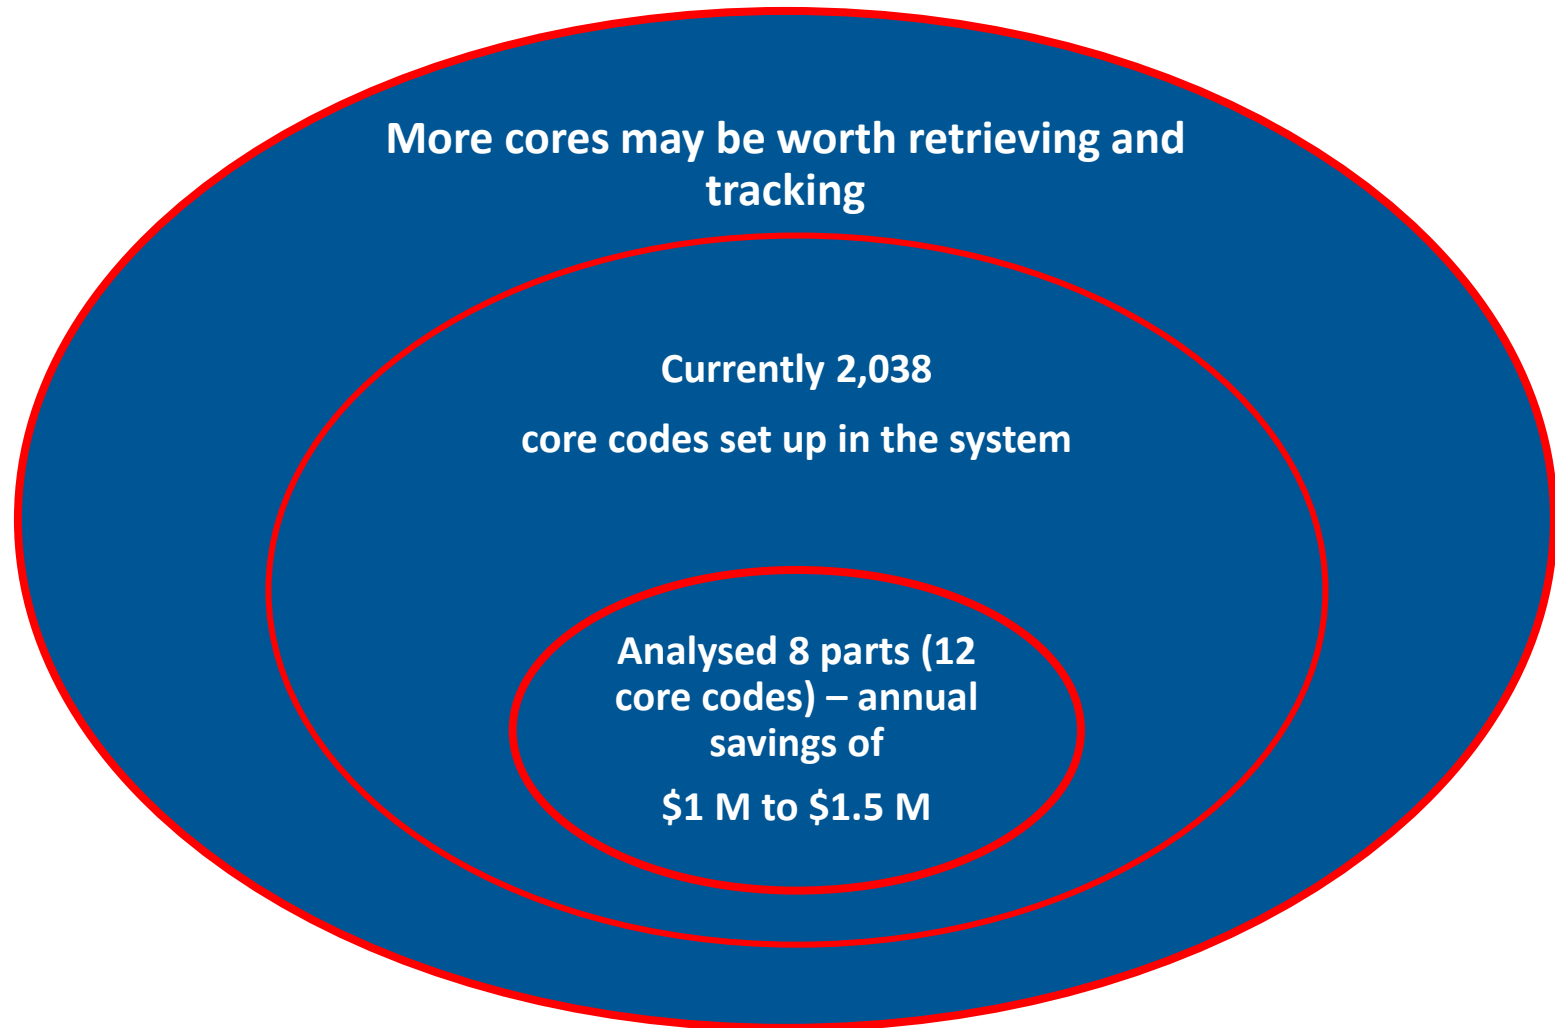 More cores may be worth retrieving and
tracking
Currently 2,038
core codes set up in the system
Analysed 8 parts (12
core codes) – annual
savings of
$1 M to $1.5 M